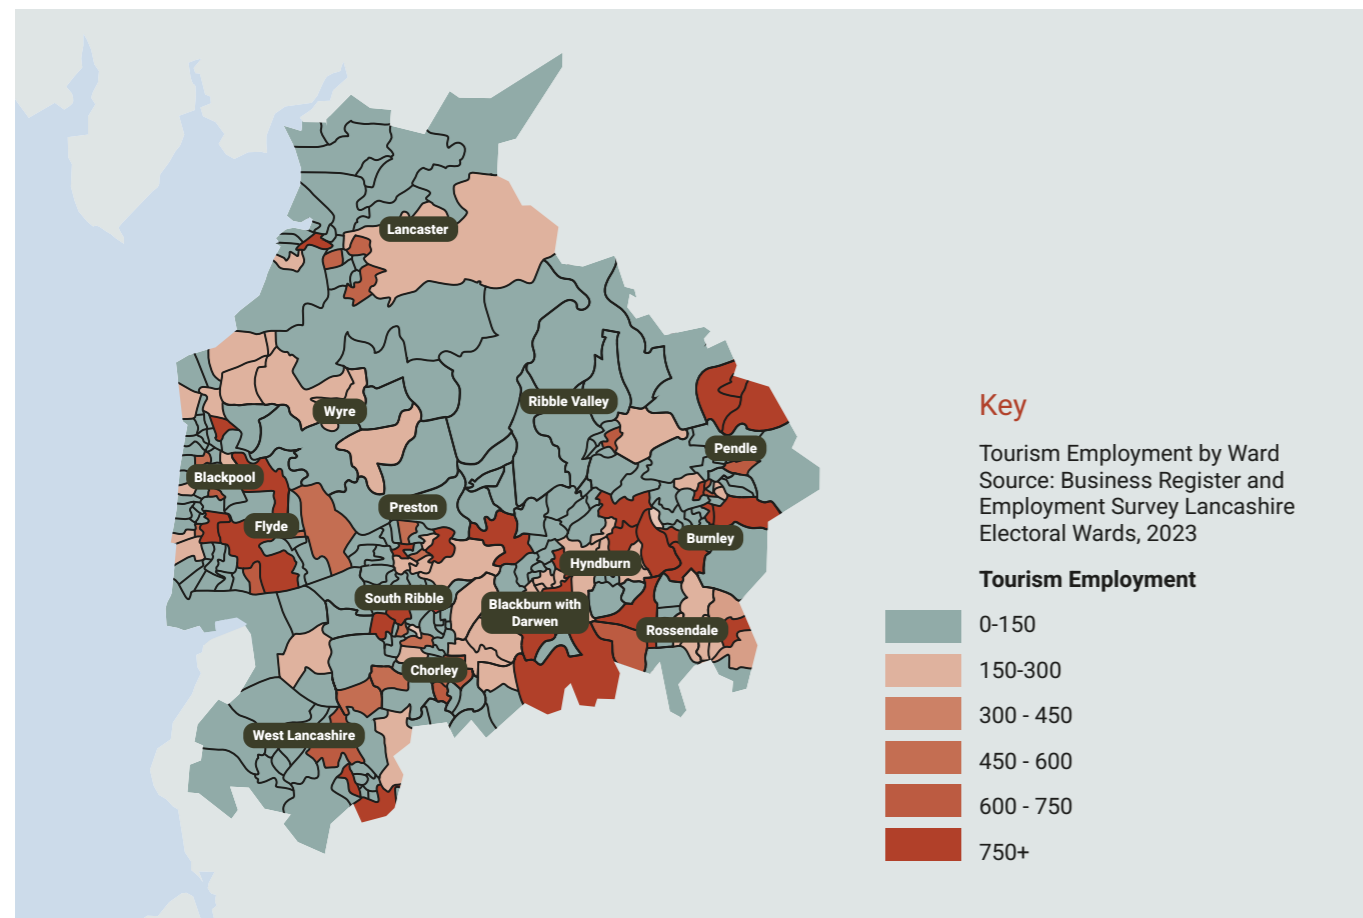 Lancaster
Wyre
Ribble Valley
Pendle
Blackpool
Preston
Flyde
Burnley
Hyndburn
South Ribble
Blackburn with
Darwen
Rossendale
Chorley
West Lancashire
Key
Tourism Employment by Ward
Source: Business Register and
Employment Survey Lancashire
Electoral Wards, 2023
Tourism Employment
0-150
150-300
300 - 450
450 - 600
600 - 750
750+